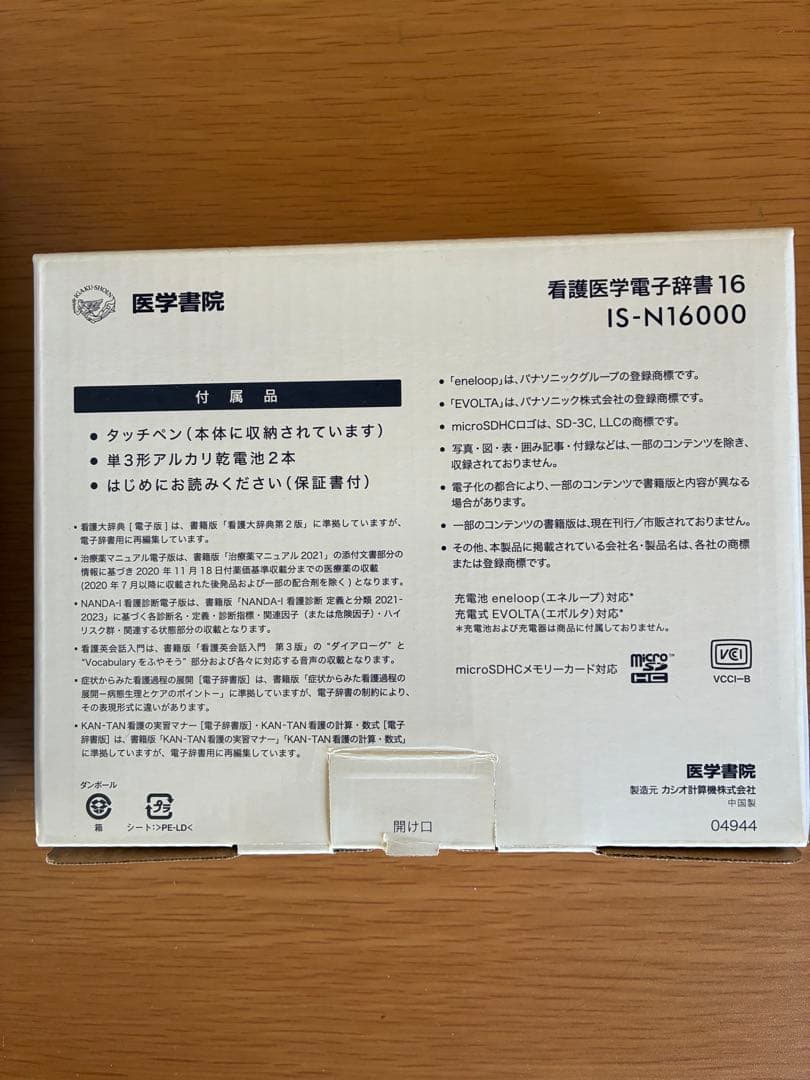 IGAKU-SHOIN
医学書院
看護医学電子辞書16
IS-N16000
付属品
● タッチペン(本体に収納されています)
● 単3形アルカリ乾電池2本
● はじめにお読みください(保証書付)
• 看護大辞典 [電子版] は、書籍版「看護大辞典第2版」に準拠していますが、
電子辞書用に再編集しています。
• 治療薬マニュアル電子版は、書籍版「治療薬マニュアル 2021」の添付文書部分の
情報に基づき 2020 年 11 月 18 日付薬価基準収載分までの医療薬の収載
(2020 年 7 月以降に収載された後発品および一部の配合剤を除く) となります。
• NANDA-I 看護診断電子版は、書籍版「NANDA-I 看護診断 定義と分類 2021-
2023」に基づく各診断名・定義・診断指標・関連因子(または危険因子)・ハイ
リスク群・関連する状態部分の収載となります。
• 看護英会話入門は、書籍版「看護英会話入門 第3版」の “ダイアローグ” と
“Vocabulary をふやそう” 部分および各々に対応する音声の収載となります。
• 症状からみた看護過程の展開 [電子辞書版] は、書籍版「症状からみた看護過程の
展開－病態生理とケアのポイント－」に準拠していますが、電子辞書の制約により、
その表現形式に違いがあります。
• KAN-TAN 看護の実習マナー [電子辞書版]・KAN-TAN 看護の計算・数式 [電子
辞書版] は、書籍版「KAN-TAN 看護の実習マナー」「KAN-TAN 看護の計算・数式」
に準拠していますが、電子辞書用に再編集しています。
● 「eneloop」は、パナソニックグループの登録商標です。
● 「EVOLTA」は、パナソニック株式会社の登録商標です。
● microSDHCロゴは、SD-3C, LLCの商標です。
● 写真・図・表・囲み記事・付録などは、一部のコンテンツを除き、
収録されておりません。
● 電子化の都合により、一部のコンテンツで書籍版と内容が異なる
場合があります。
● 一部のコンテンツの書籍版は、現在刊行/市販されておりません。
● その他、本製品に掲載されている会社名・製品名は、各社の商標
または登録商標です。
充電池 eneloop(エネループ)対応*
充電式 EVOLTA(エボルタ)対応*
*充電池および充電器は商品に付属しておりません。
microSDHCメモリーカード対応
micro SD HC TM
VCCI
VCCI-B
ダンボール
箱
プラ
シート:>PE-LD<
開け口
医学書院
製造元 カシオ計算機株式会社
中国製
04944